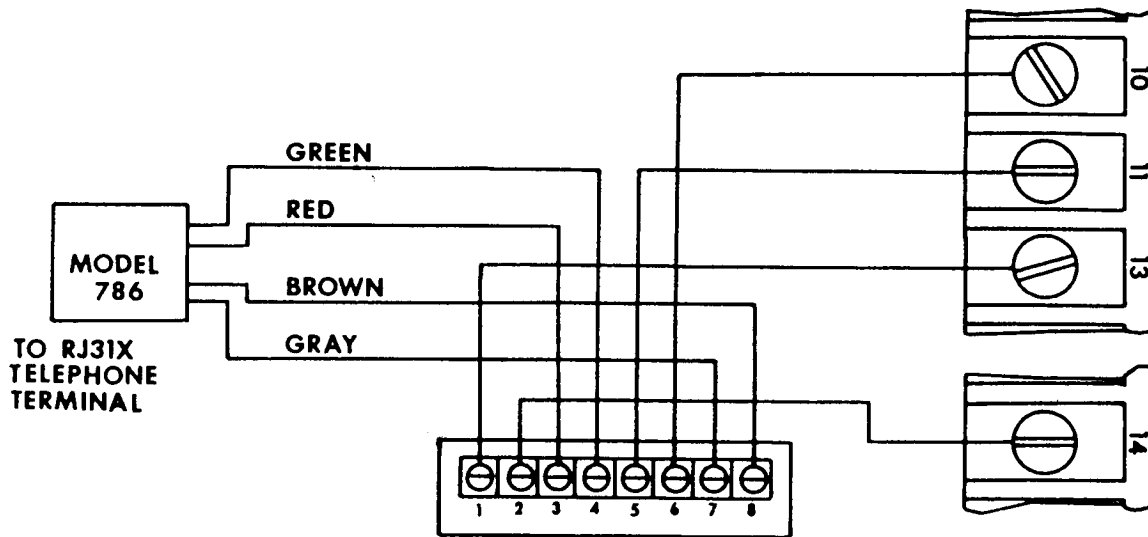 GREEN
RED
BROWN
GRAY
MODEL
786
TO RJ31X
TELEPHONE
TERMINAL
10
11
13
14
1 2 3 4 5 6 7 8